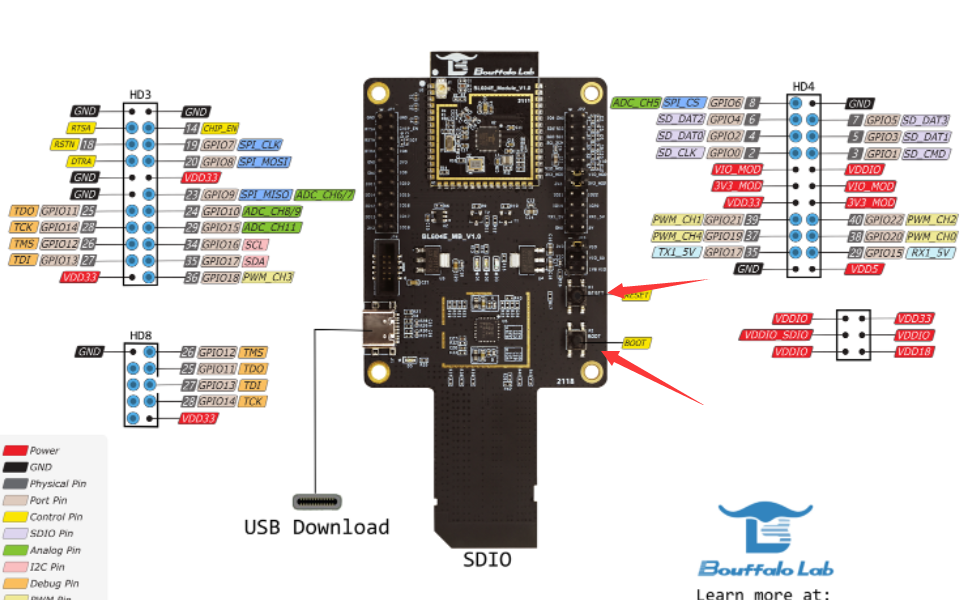 Bouffalo Lab
BL604E_Module_V1.0
HD3
GND GND
RTSA 14 CHIP_EN
RSTN 18 19 GPIO7 SPI_CLK
DTRA 20 GPIO8 SPI_MOSI
GND VDD33
GND 23 GPIO9 SPI_MISO ADC_CH6/7
TDO GPIO11 25 24 GPIO10 ADC_CH8/9
TCK GPIO14 28 29 GPIO15 ADC_CH11
TMS GPIO12 26 34 GPIO16 SCL
TDI GPIO13 27 35 GPIO17 SDA
VDD33 36 GPIO18 PWM_CH3
HD4
ADC_CH5 SPI_CS GPIO6 8 GND
SD_DAT2 GPIO4 6 7 GPIO5 SD_DAT3
SD_DAT0 GPIO2 4 5 GPIO3 SD_DAT1
SD_CLK GPIO0 2 3 GPIO1 SD_CMD
VIO_MOD VDDIO
3V3_MOD VIO_MOD
VDD33 3V3_MOD
PWM_CH1 GPIO21 39 40 GPIO22 PWM_CH2
PWM_CH4 GPIO19 37 38 GPIO20 PWM_CH0
TX1_5V GPIO17 35 29 GPIO15 RX1_5V
GND VDD5
BL604E_MB_V1.0
RESET
BOOT
2118
HD8
GND 26 GPIO12 TMS
25 GPIO11 TDO
27 GPIO13 TDI
28 GPIO14 TCK
VDD33
VDDIO VDD33
VDDIO_SDIO VDDIO
VDDIO VDD18
Power
GND
Physical Pin
Port Pin
Control Pin
SDIO Pin
Analog Pin
I2C Pin
Debug Pin
PWM Pin
USB Download
SDIO
Bouffalo Lab
Learn more at: